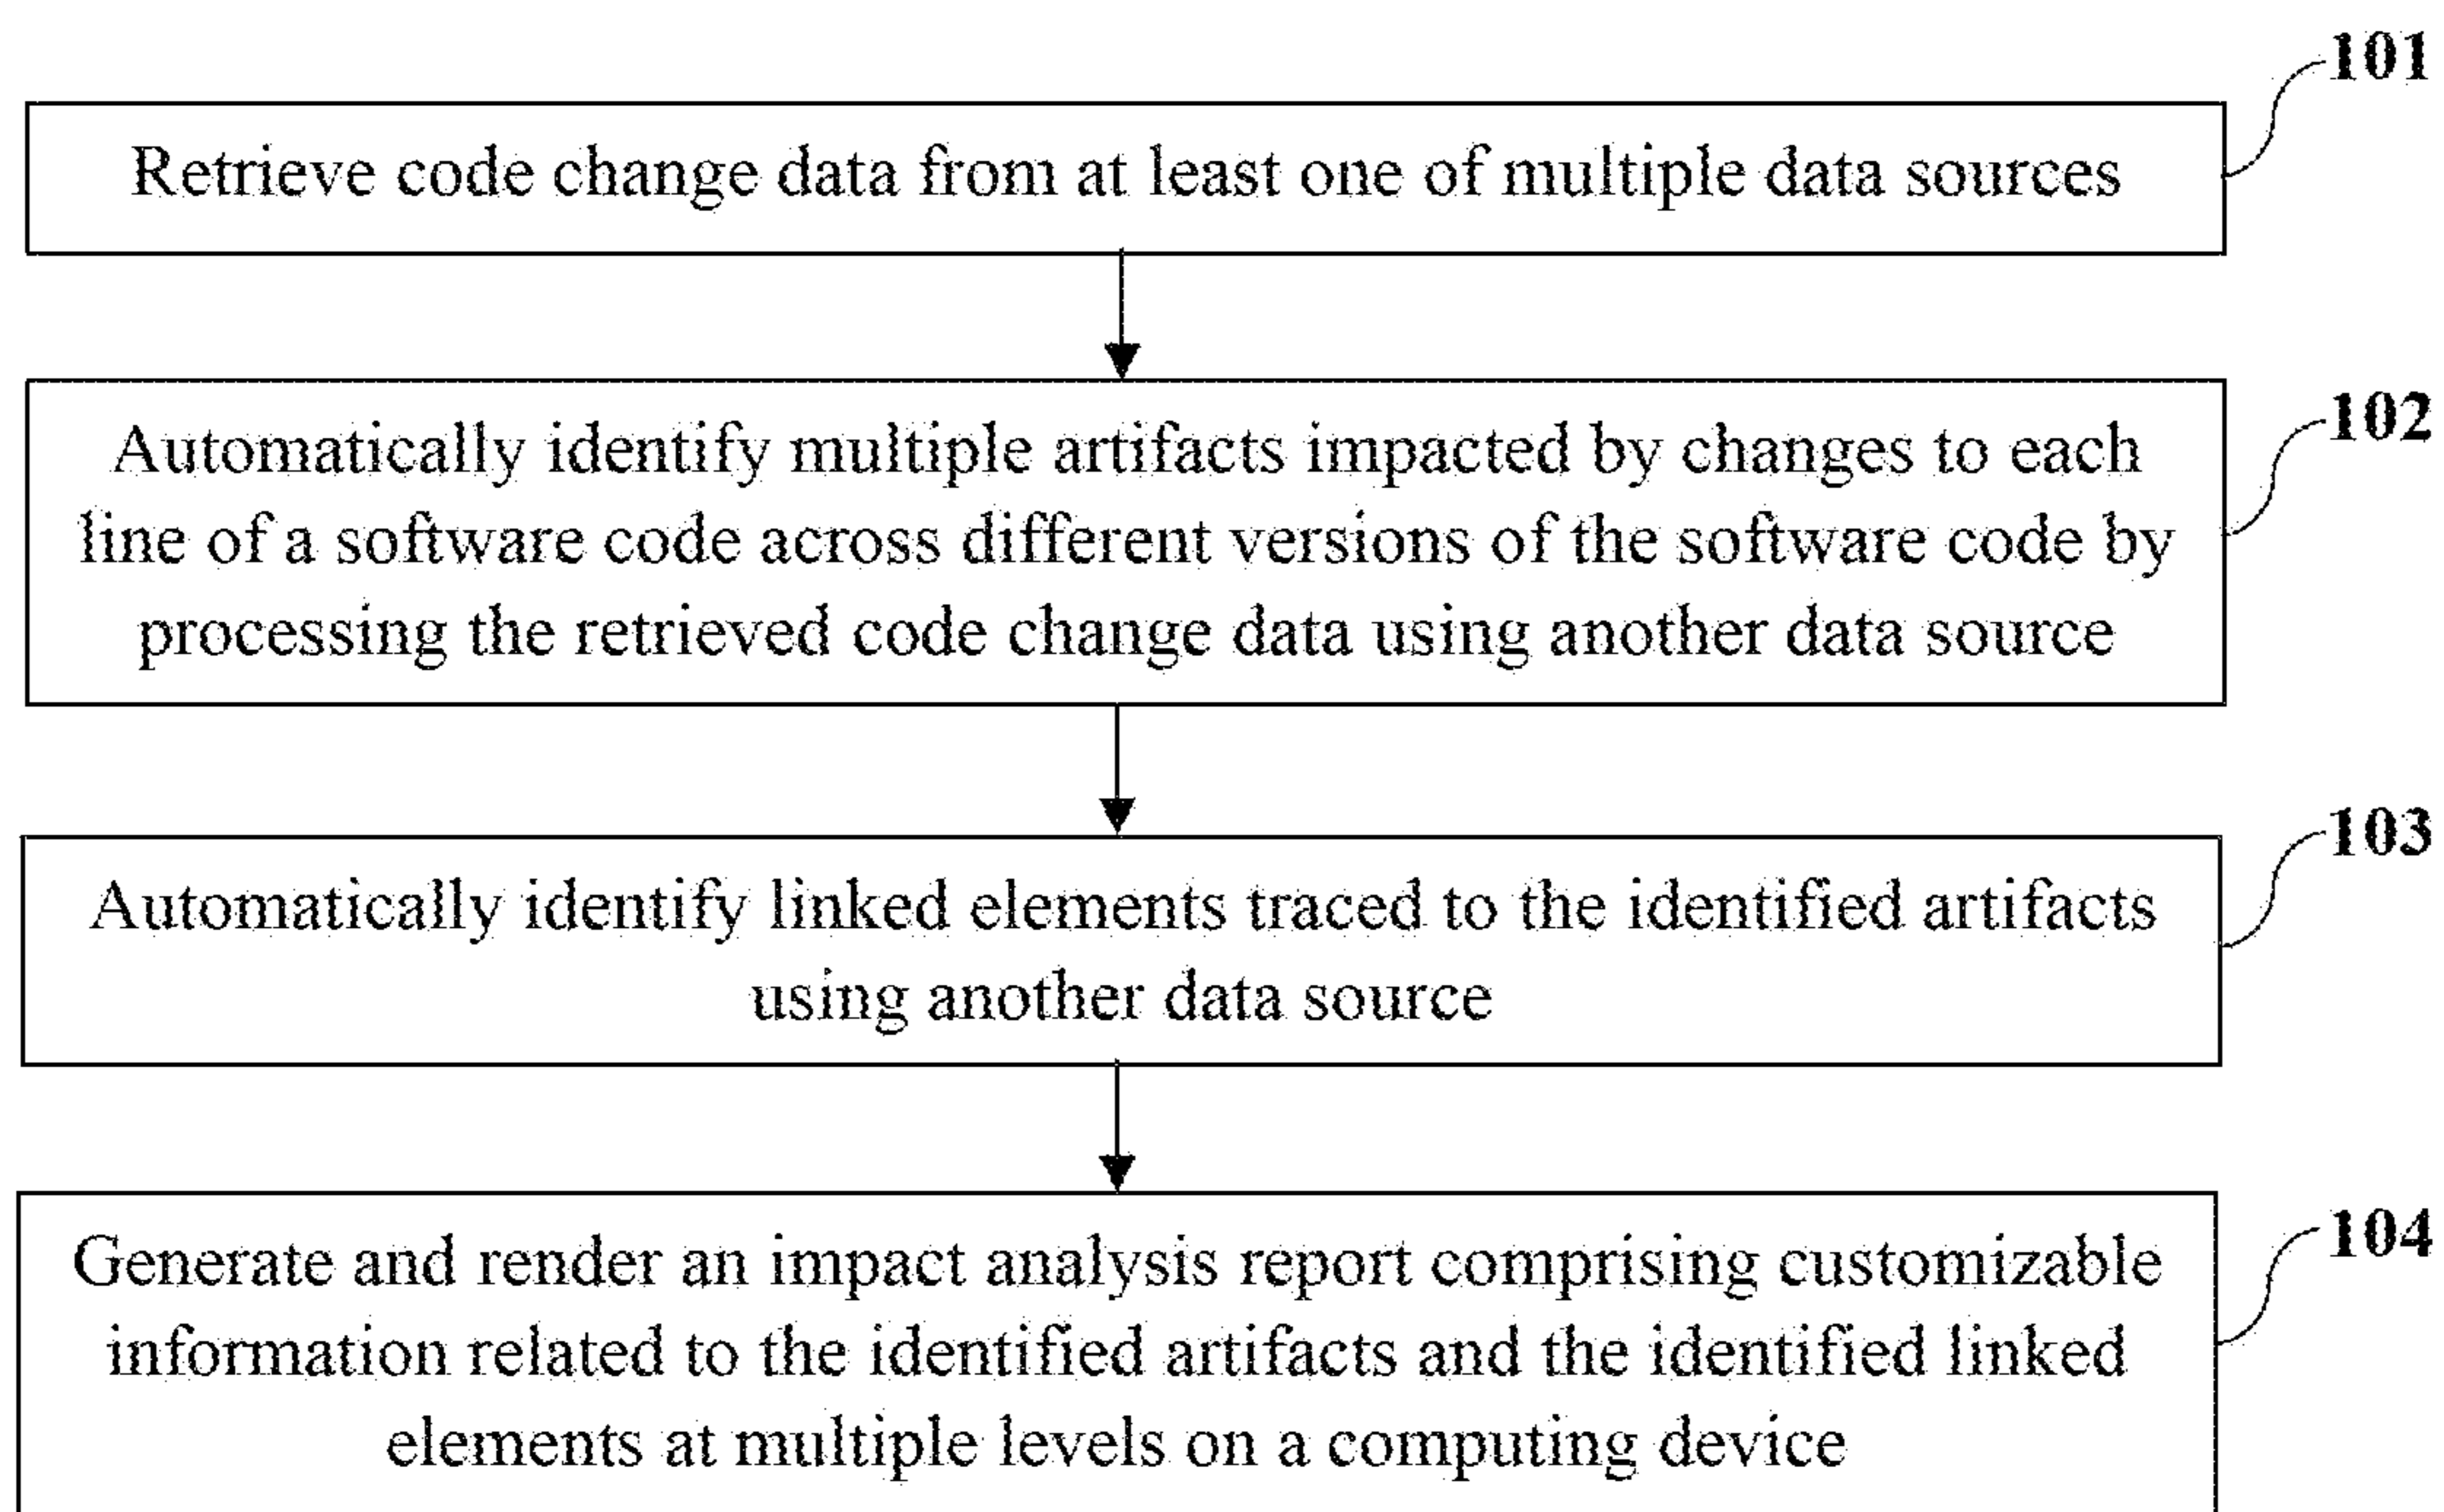 101
Retrieve code change data from at least one of multiple data sources
102
Automatically identify multiple artifacts impacted by changes to each
line of a software code across different versions of the software code by
processing the retrieved code change data using another data source
103
Automatically identify linked elements traced to the identified artifacts
using another data source
104
Generate and render an impact analysis report comprising customizable
information related to the identified artifacts and the identified linked
elements at multiple levels on a computing device